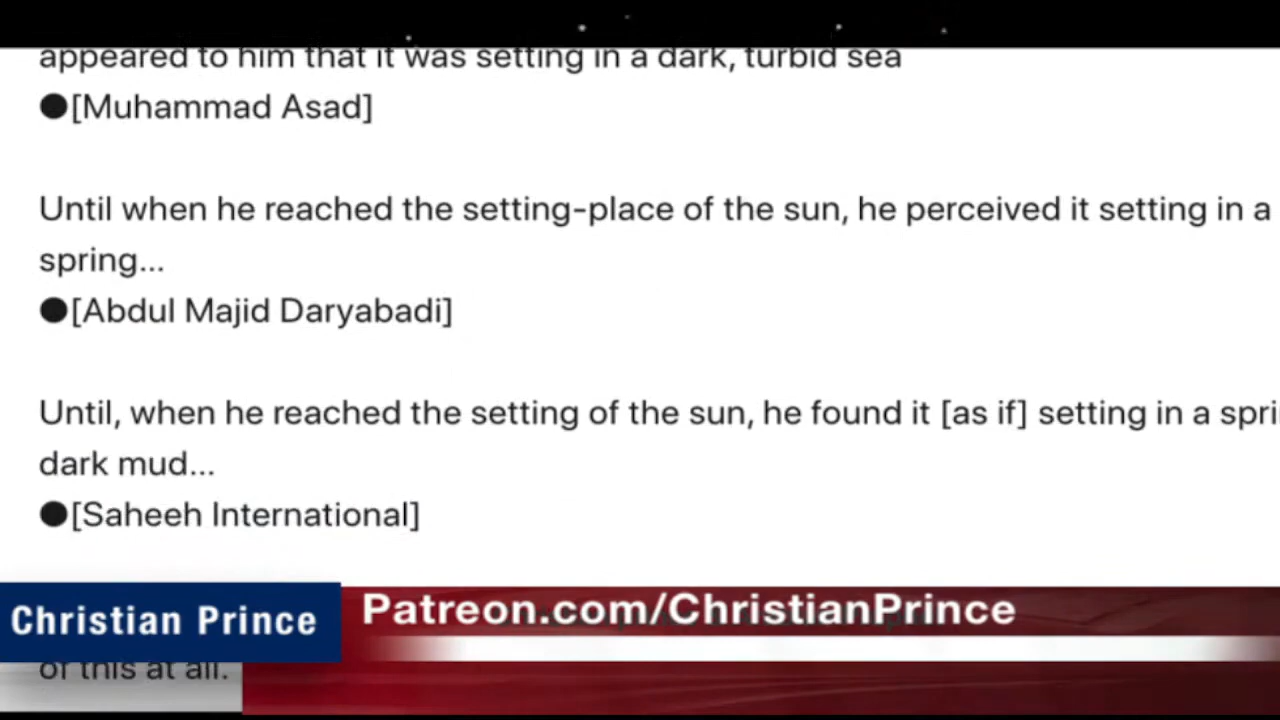 appeared to him that it was setting in a dark, turbid sea
●[Muhammad Asad]
Until when he reached the setting-place of the sun, he perceived it setting in a
spring...
●[Abdul Majid Daryabadi]
Until, when he reached the setting of the sun, he found it [as if] setting in a
dark mud...
●[Saheeh International]
Christian Prince
Patreon.com/ChristianPrince
of this at all.